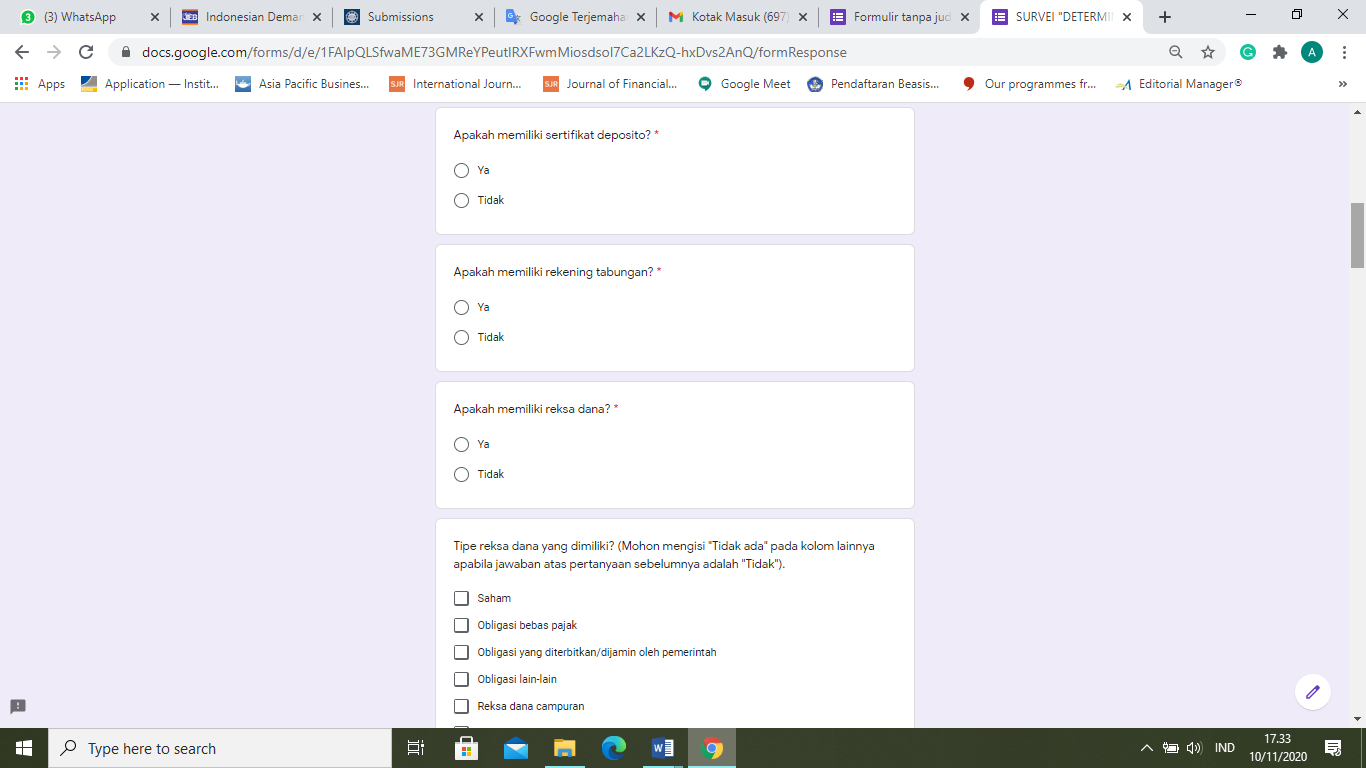 (3) WhatsApp
Indonesian Deman
Submissions
Google Terjemaha
Kotak Masuk (697)
Formulir tanpa jud
SURVEI "DETERMI
docs.google.com/forms/d/e/1FAIpQLSfwaME73GMReYPeutIRXFwmMiosdsoI7Ca2LKzQ-hxDvs2AnQ/formResponse
A
Apps
Application — Instit...
Asia Pacific Busines...
SJR International Journ...
SJR Journal of Financial...
Google Meet
Pendaftaran Beasis...
Our programmes fr...
Editorial Manager®
»
Apakah memiliki sertifikat deposito? *
Ya
Tidak
Apakah memiliki rekening tabungan? *
Ya
Tidak
Apakah memiliki reksa dana? *
Ya
Tidak
Tipe reksa dana yang dimiliki? (Mohon mengisi "Tidak ada" pada kolom lainnya
apabila jawaban atas pertanyaan sebelumnya adalah "Tidak").
Saham
Obligasi bebas pajak
Obligasi yang diterbitkan/dijamin oleh pemerintah
Obligasi lain-lain
Reksa dana campuran
Type here to search
IND
17.33
10/11/2020